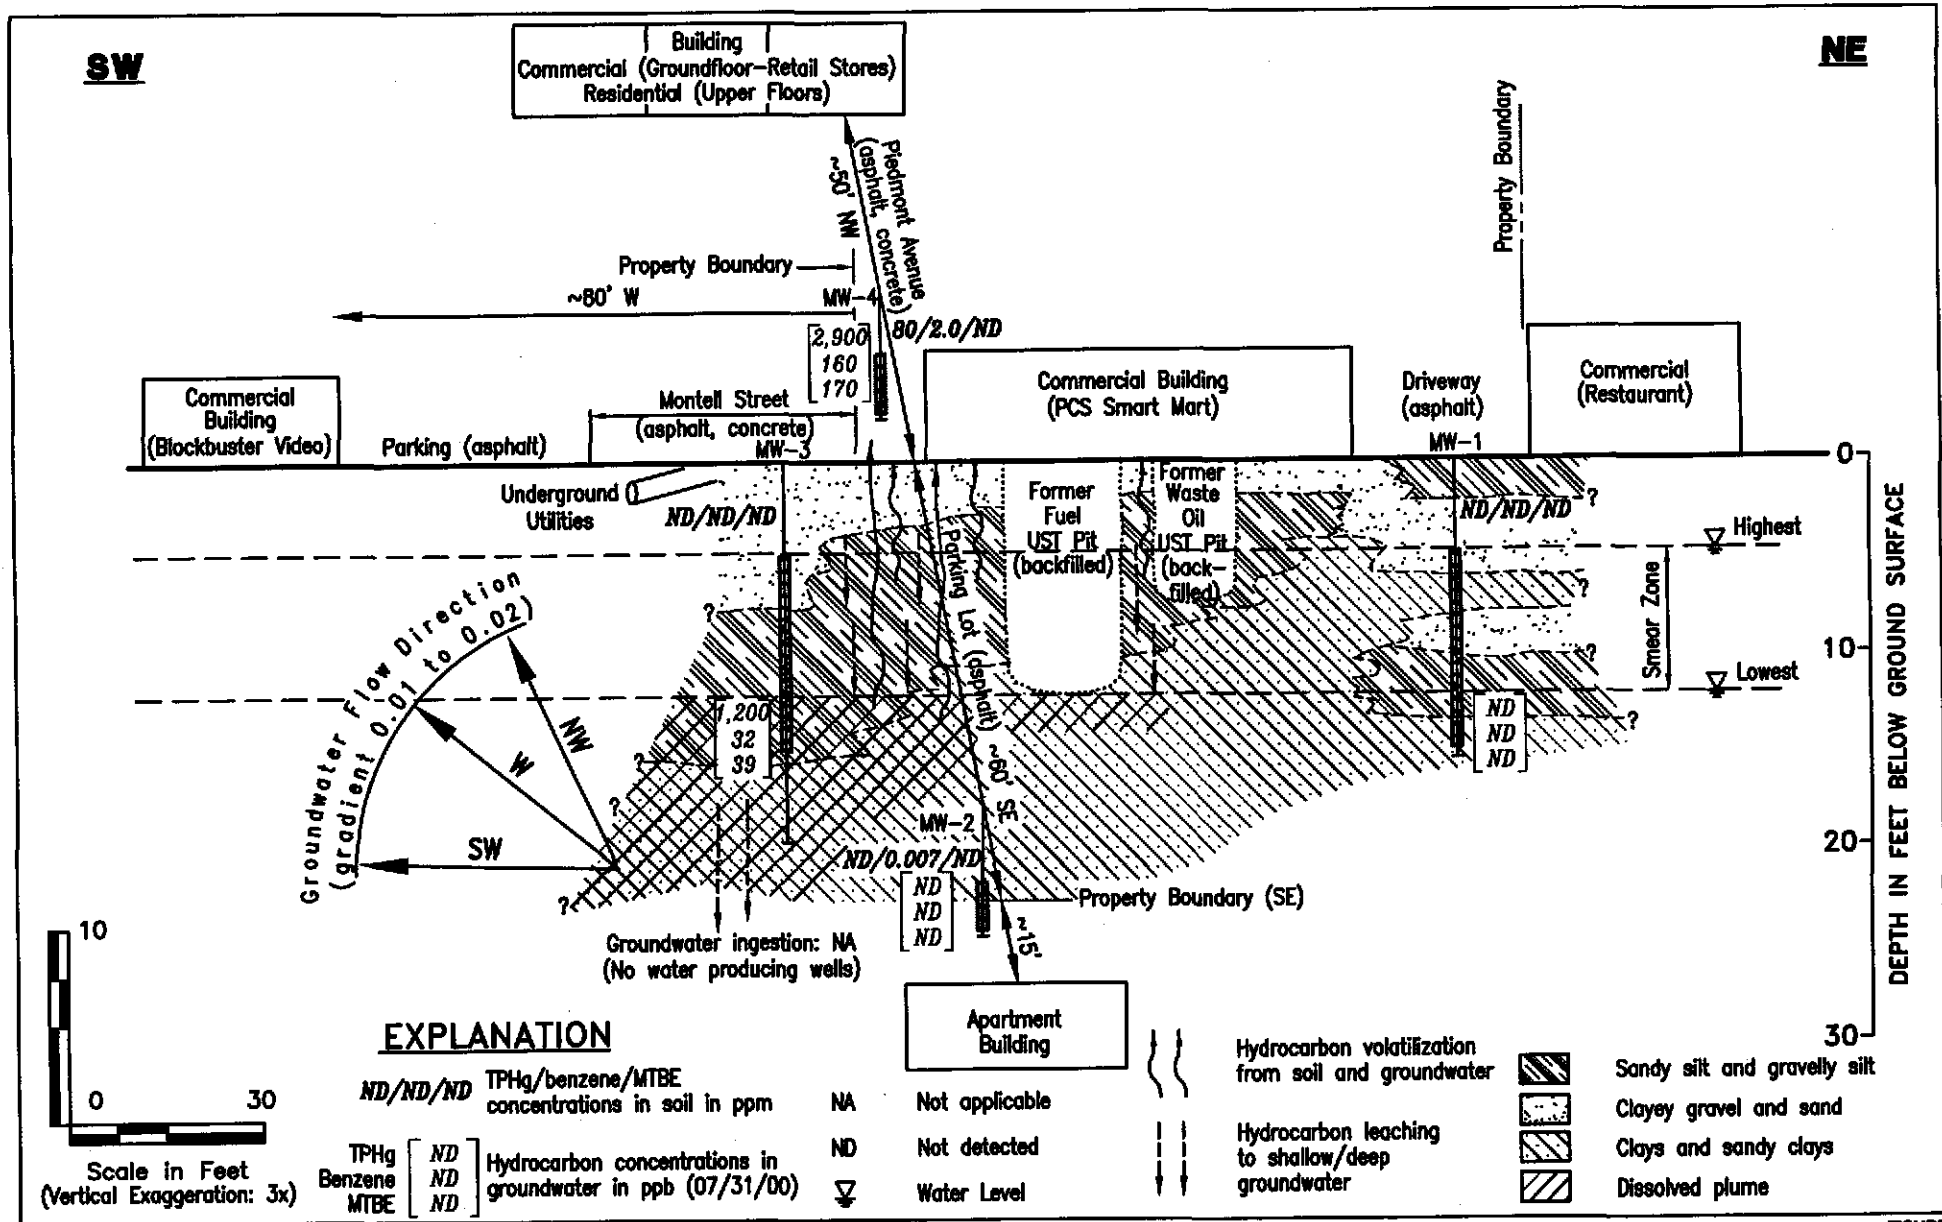 SW
NE
Building
Commercial (Groundfloor-Retail Stores)
Residential (Upper Floors)
Property Boundary
Piedmont Avenue
(asphalt, concrete)
~50' NW
Property Boundary
~80' W
MW-4
80/2.0/ND
2,900
160
170
Commercial
Building
(Blockbuster Video)
Parking (asphalt)
Montell Street
(asphalt, concrete)
MW-3
Commercial Building
(PCS Smart Mart)
Driveway
(asphalt)
MW-1
Commercial
(Restaurant)
0
Underground
Utilities
ND/ND/ND
Former
Fuel
UST Pit
(backfilled)
Former
Waste
Oil
UST Pit
(back-
filled)
ND/ND/ND
?
Highest
Parking Lot (asphalt)
Smear Zone
10
Lowest
DEPTH IN FEET BELOW GROUND SURFACE
?
?
?
?
?
?
?
?
Groundwater Flow Direction
(gradient 0.01 to 0.02)
NW
W
SW
1,200
32
39
ND
ND
ND
~60' SE
MW-2
20
ND/0.007/ND
ND
ND
ND
Property Boundary (SE)
~15'
Groundwater ingestion: NA
(No water producing wells)
Apartment
Building
30
10
0 30
Scale in Feet
(Vertical Exaggeration: 3x)
EXPLANATION
ND/ND/ND TPHg/benzene/MTBE
concentrations in soil in ppm
TPHg ND
Benzene ND
MTBE ND
Hydrocarbon concentrations in
groundwater in ppb (07/31/00)
NA Not applicable
ND Not detected
Water Level
Hydrocarbon volatilization
from soil and groundwater
Hydrocarbon leaching
to shallow/deep
groundwater
Sandy silt and gravelly silt
Clayey gravel and sand
Clays and sandy clays
Dissolved plume